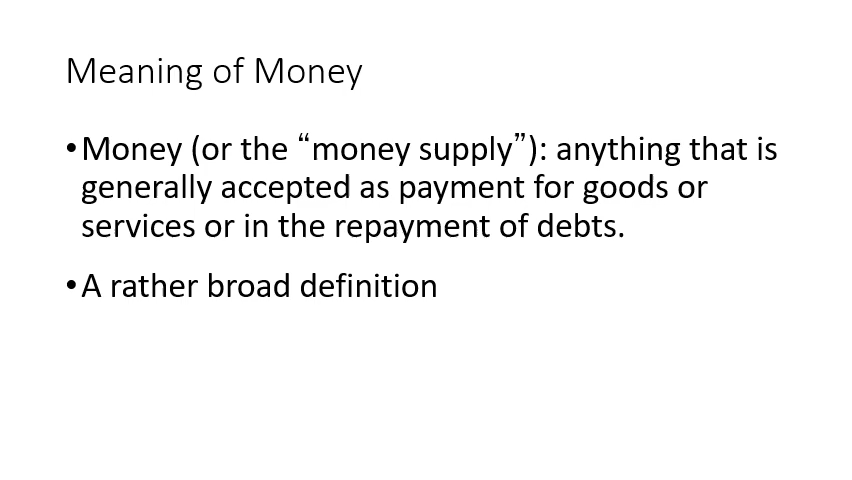 Meaning of Money
•Money (or the “money supply”): anything that is
generally accepted as payment for goods or
services or in the repayment of debts.
•A rather broad definition